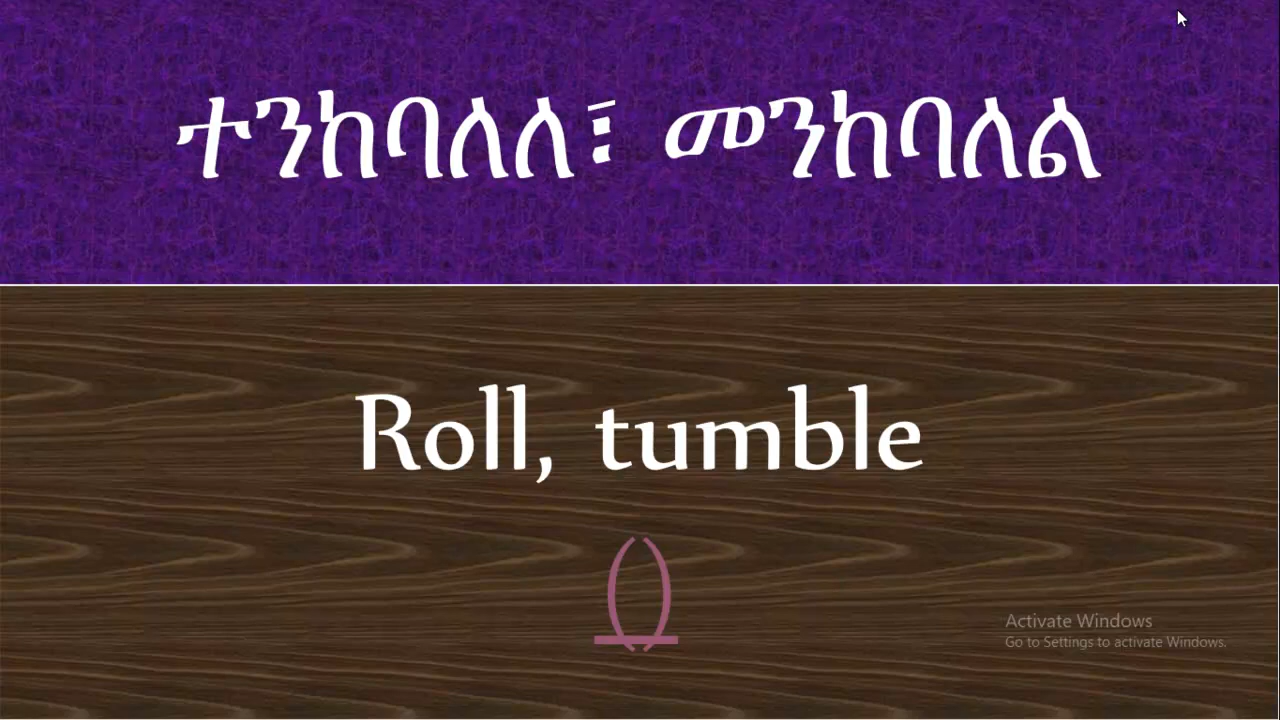 ተንከባለለ፣ መንከባለል
Roll, tumble
Activate Windows
Go to Settings to activate Windows.